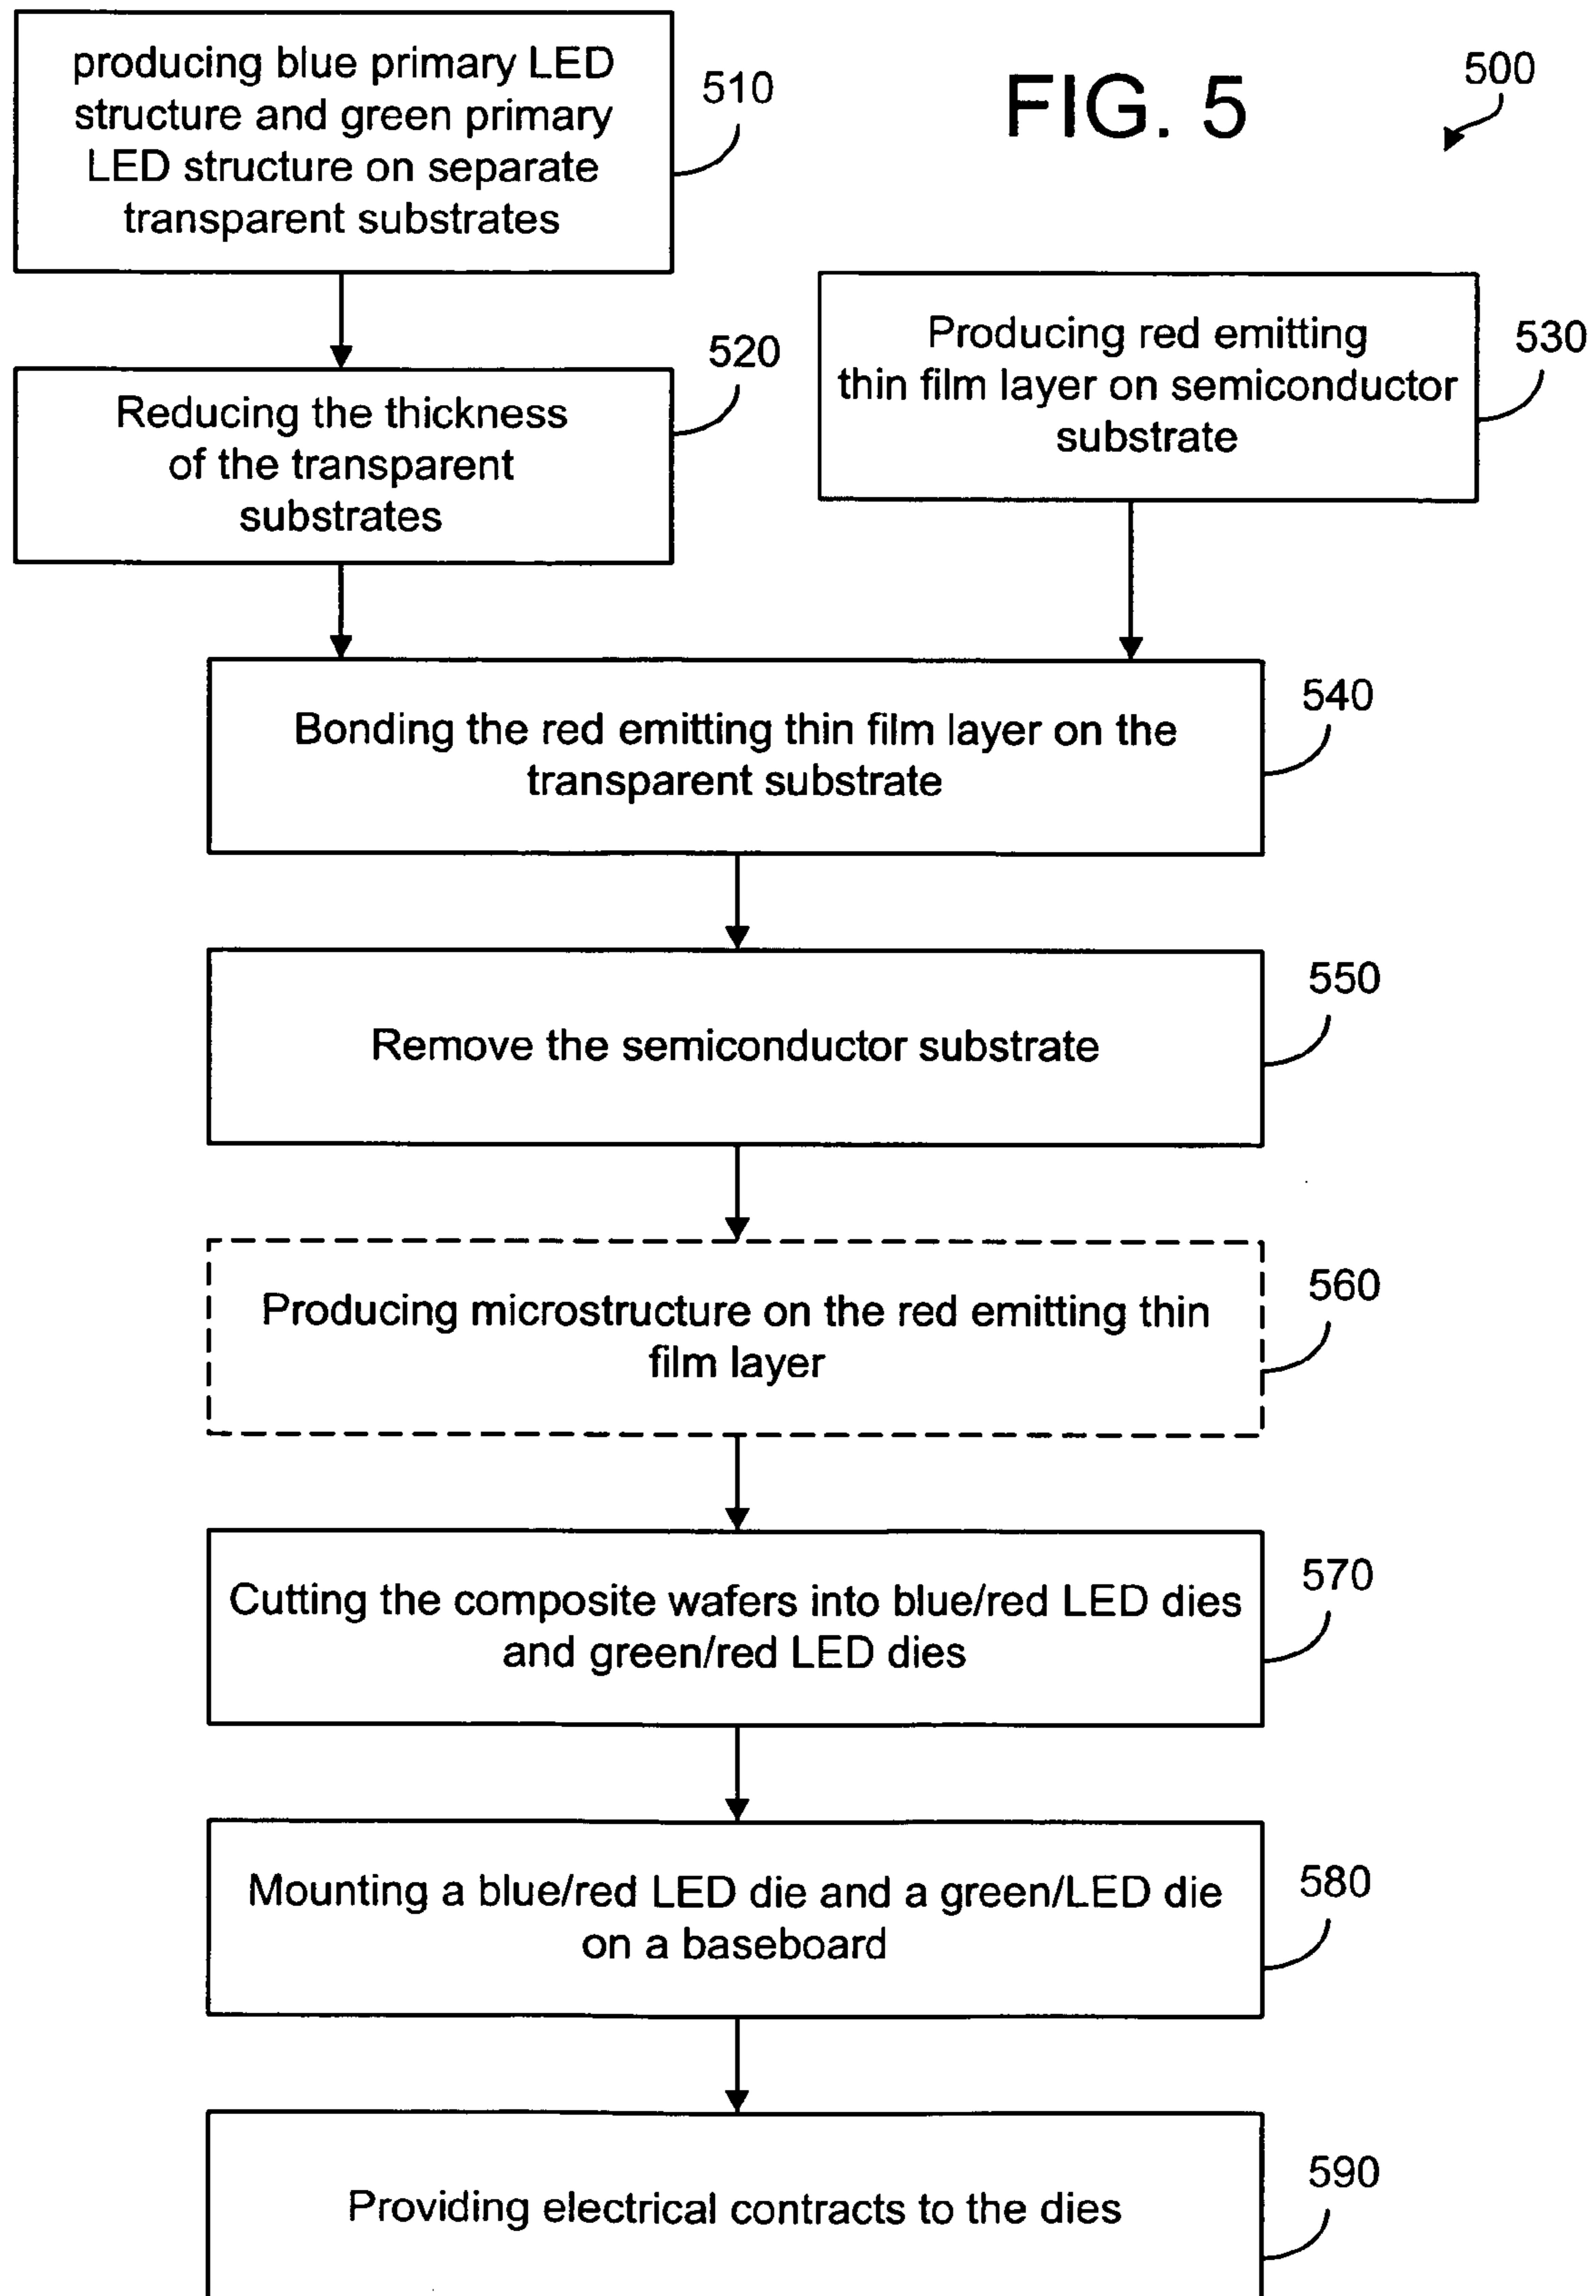 FIG. 5
500
producing blue primary LED
structure and green primary
LED structure on separate
transparent substrates
510
Reducing the thickness
of the transparent
substrates
520
Producing red emitting
thin film layer on semiconductor
substrate
530
Bonding the red emitting thin film layer on the
transparent substrate
540
Remove the semiconductor substrate
550
Producing microstructure on the red emitting thin
film layer
560
Cutting the composite wafers into blue/red LED dies
and green/red LED dies
570
Mounting a blue/red LED die and a green/LED die
on a baseboard
580
Providing electrical contracts to the dies
590